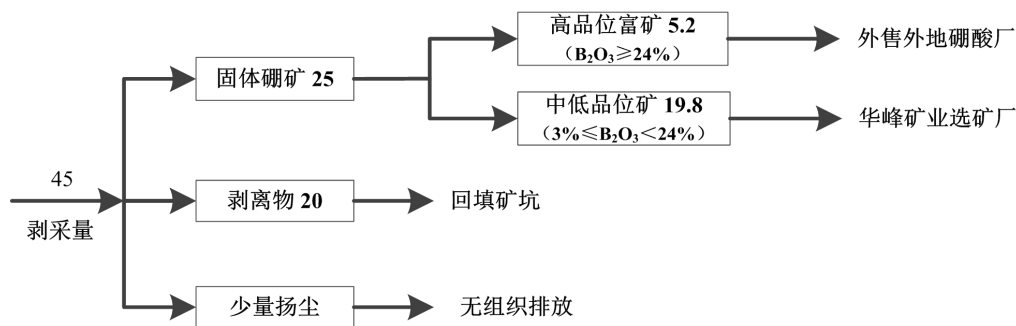 高品位富矿 5.2
（B₂O₃≥24%）
外售外地硼酸厂
固体硼矿 25
中低品位矿 19.8
（3%≤B₂O₃＜24%）
华峰矿业选矿厂
45
剥采量
剥离物 20
回填矿坑
少量扬尘
无组织排放